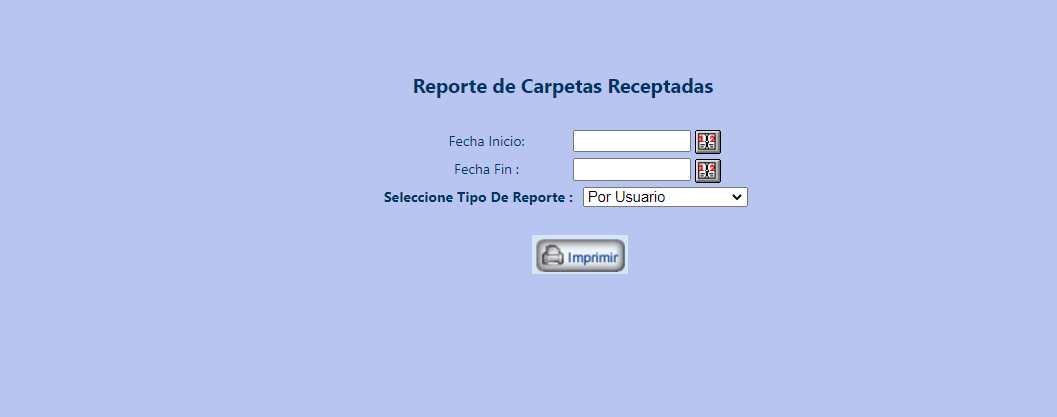 Reporte de Carpetas Receptadas
Fecha Inicio:
Fecha Fin :
Seleccione Tipo De Reporte : Por Usuario
Imprimir